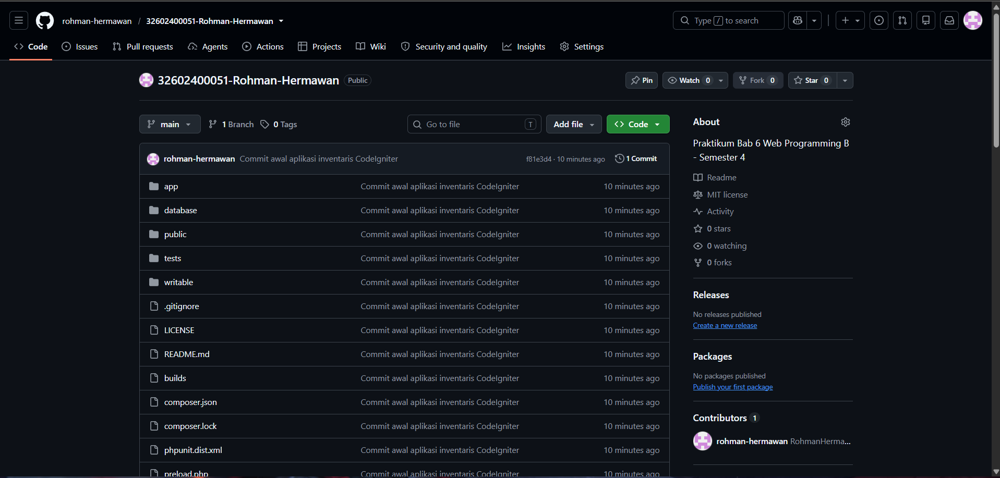 rohman-hermawan / 32602400051-Rohman-Hermawan
Type / to search
Code Issues Pull requests Agents Actions Projects Wiki Security and quality Insights Settings
32602400051-Rohman-Hermawan Public
Pin Watch 0 Fork 0 Star 0
main 1 Branch 0 Tags Go to file T Add file Code
rohman-hermawan Commit awal aplikasi inventaris CodeIgniter f81e3d4 · 10 minutes ago 1 Commit
app Commit awal aplikasi inventaris CodeIgniter 10 minutes ago
database Commit awal aplikasi inventaris CodeIgniter 10 minutes ago
public Commit awal aplikasi inventaris CodeIgniter 10 minutes ago
tests Commit awal aplikasi inventaris CodeIgniter 10 minutes ago
writable Commit awal aplikasi inventaris CodeIgniter 10 minutes ago
.gitignore Commit awal aplikasi inventaris CodeIgniter 10 minutes ago
LICENSE Commit awal aplikasi inventaris CodeIgniter 10 minutes ago
README.md Commit awal aplikasi inventaris CodeIgniter 10 minutes ago
builds Commit awal aplikasi inventaris CodeIgniter 10 minutes ago
composer.json Commit awal aplikasi inventaris CodeIgniter 10 minutes ago
composer.lock Commit awal aplikasi inventaris CodeIgniter 10 minutes ago
phpunit.dist.xml Commit awal aplikasi inventaris CodeIgniter 10 minutes ago
preload.php Commit awal aplikasi inventaris CodeIgniter 10 minutes ago
About
Praktikum Bab 6 Web Programming B
- Semester 4
Readme
MIT license
Activity
0 stars
0 watching
0 forks
Releases
No releases published
Create a new release
Packages
No packages published
Publish your first package
Contributors 1
rohman-hermawan RohmanHerma...